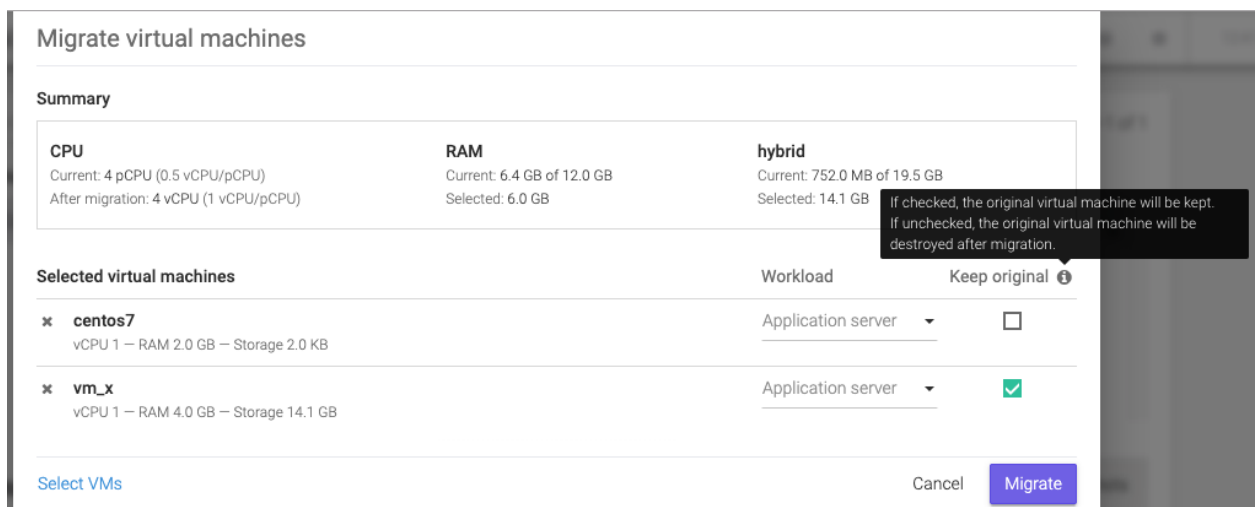 Migrate virtual machines
Summary
CPU
Current: 4 pCPU (0.5 vCPU/pCPU)
After migration: 4 vCPU (1 vCPU/pCPU)
RAM
Current: 6.4 GB of 12.0 GB
Selected: 6.0 GB
hybrid
Current: 752.0 MB of 19.5 GB
Selected: 14.1 GB
If checked, the original virtual machine will be kept.
If unchecked, the original virtual machine will be
destroyed after migration.
Selected virtual machines
Workload
Keep original
centos7
vCPU 1 — RAM 2.0 GB — Storage 2.0 KB
Application server
vm_x
vCPU 1 — RAM 4.0 GB — Storage 14.1 GB
Application server
Select VMs
Cancel
Migrate